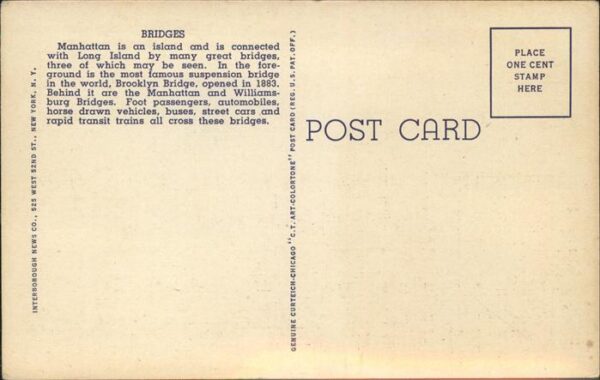 BRIDGES
Manhattan is an island and is connected
with Long Island by many great bridges,
three of which may be seen. In the fore-
ground is the most famous suspension bridge
in the world, Brooklyn Bridge, opened in 1883.
Behind it are the Manhattan and Williams-
burg Bridges. Foot passengers, automobiles,
horse drawn vehicles, buses, street cars and
rapid transit trains all cross these bridges.
INTERBOROUGH NEWS CO., 525 WEST 52ND ST., NEW YORK, N. Y.
GENUINE CURTEICH-CHICAGO "C.T. ART-COLORTONE" POST CARD (REG. U.S. PAT. OFF.)
POST CARD
PLACE
ONE CENT
STAMP
HERE